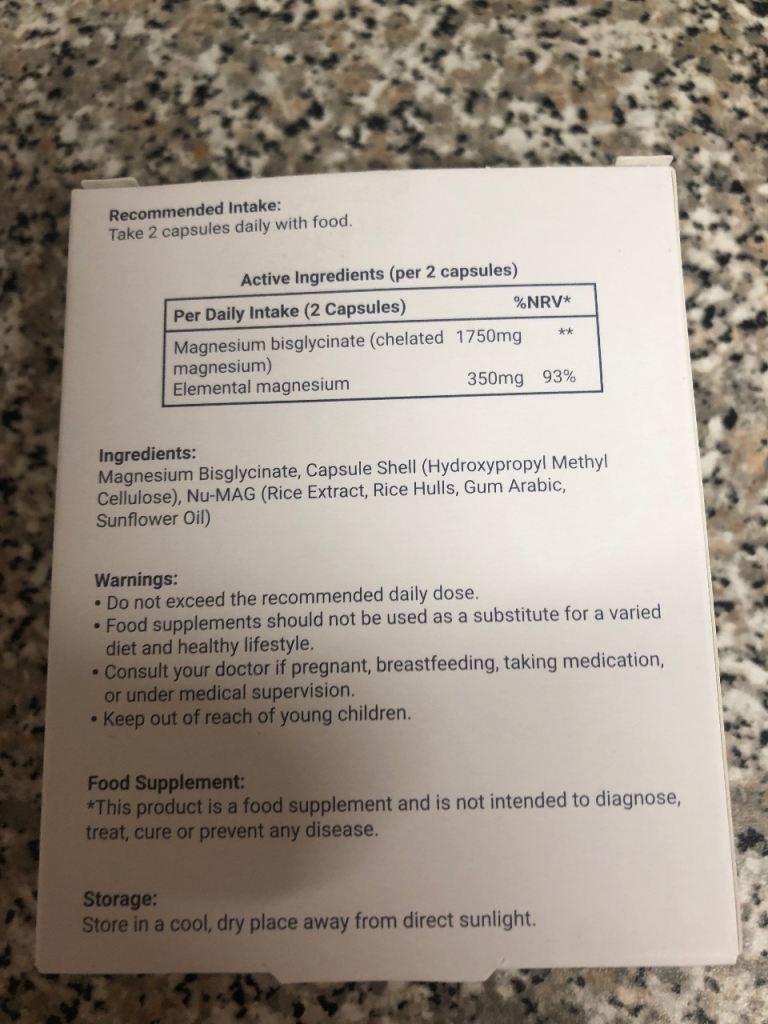 Recommended Intake:
Take 2 capsules daily with food.
Active Ingredients (per 2 capsules)
Per Daily Intake (2 Capsules) %NRV*
Magnesium bisglycinate (chelated 1750mg **
magnesium)
Elemental magnesium 350mg 93%
Ingredients:
Magnesium Bisglycinate, Capsule Shell (Hydroxypropyl Methyl
Cellulose), Nu-MAG (Rice Extract, Rice Hulls, Gum Arabic,
Sunflower Oil)
Warnings:
• Do not exceed the recommended daily dose.
• Food supplements should not be used as a substitute for a varied
diet and healthy lifestyle.
• Consult your doctor if pregnant, breastfeeding, taking medication,
or under medical supervision.
• Keep out of reach of young children.
Food Supplement:
*This product is a food supplement and is not intended to diagnose,
treat, cure or prevent any disease.
Storage:
Store in a cool, dry place away from direct sunlight.